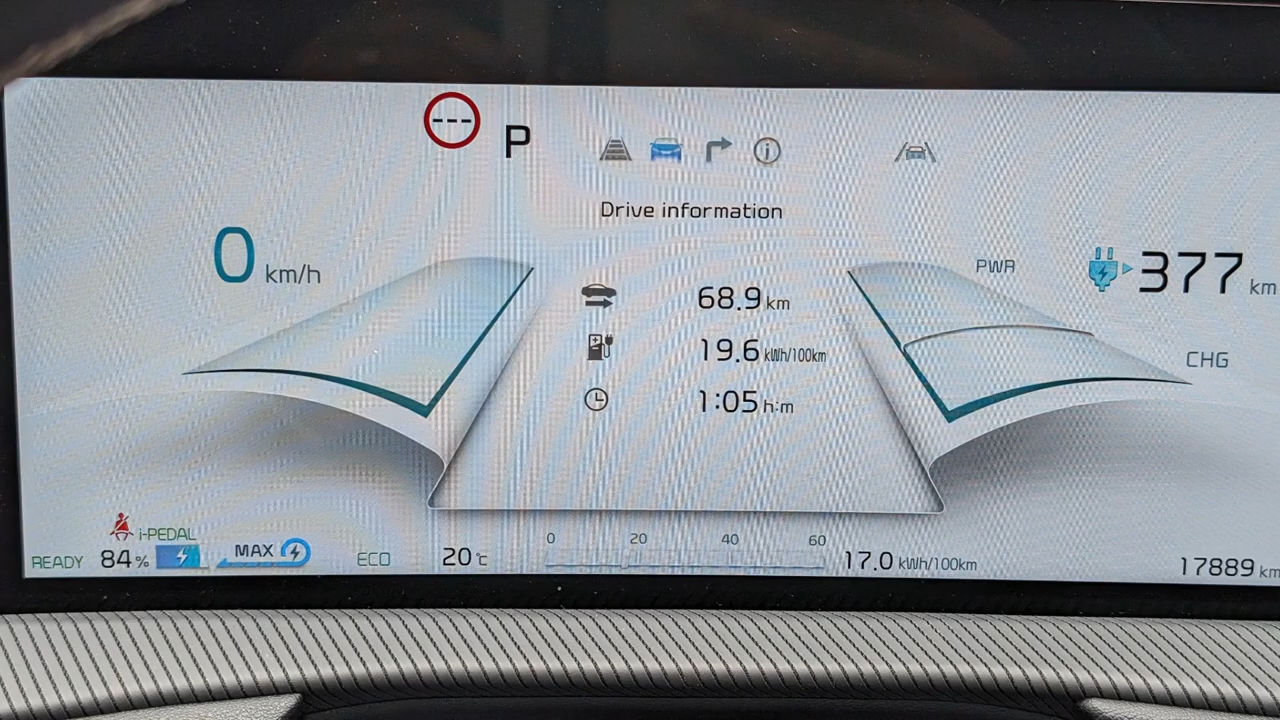 ---
P
Drive information
0 km/h
PWR
377 km
68.9 km
19.6 kWh/100km
CHG
1:05 h:m
i-PEDAL
READY 84% MAX ECO 20℃
0 20 40 60
17.0 kWh/100km
17889 km